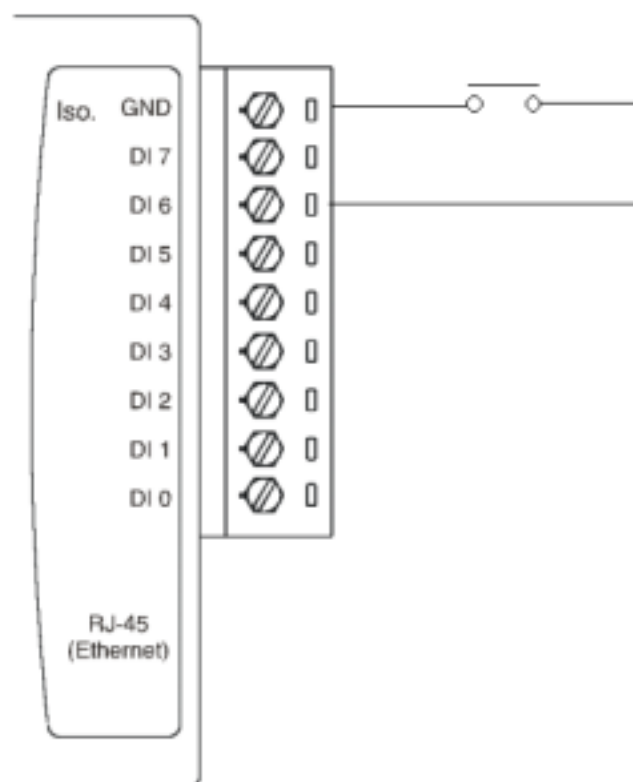 Iso. GND
DI 7
DI 6
DI 5
DI 4
DI 3
DI 2
DI 1
DI 0
RJ-45
(Ethernet)